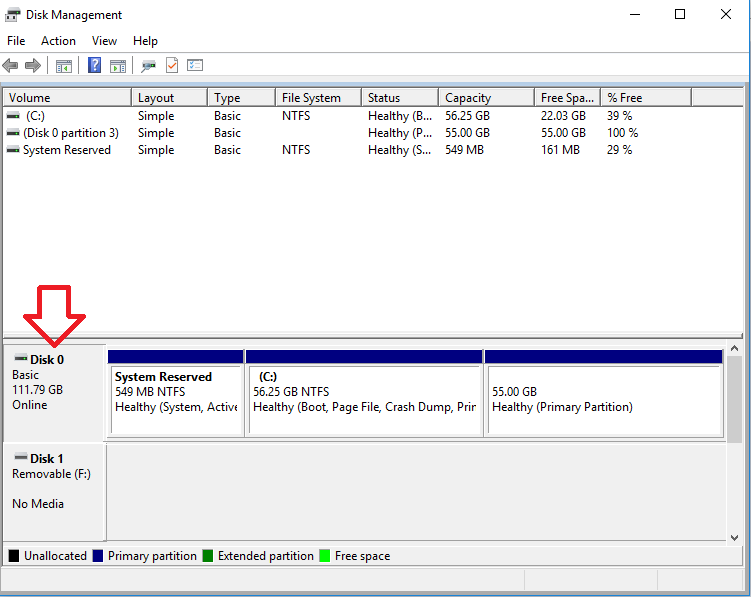 Disk Management
File Action View Help
Volume Layout Type File System Status Capacity Free Spa... % Free
(C:) Simple Basic NTFS Healthy (B... 56.25 GB 22.03 GB 39 %
(Disk 0 partition 3) Simple Basic Healthy (P... 55.00 GB 55.00 GB 100 %
System Reserved Simple Basic NTFS Healthy (S... 549 MB 161 MB 29 %
Disk 0
Basic
111.79 GB
Online
System Reserved
549 MB NTFS
Healthy (System, Active
(C:)
56.25 GB NTFS
Healthy (Boot, Page File, Crash Dump, Prir
55.00 GB
Healthy (Primary Partition)
Disk 1
Removable (F:)
No Media
Unallocated Primary partition Extended partition Free space